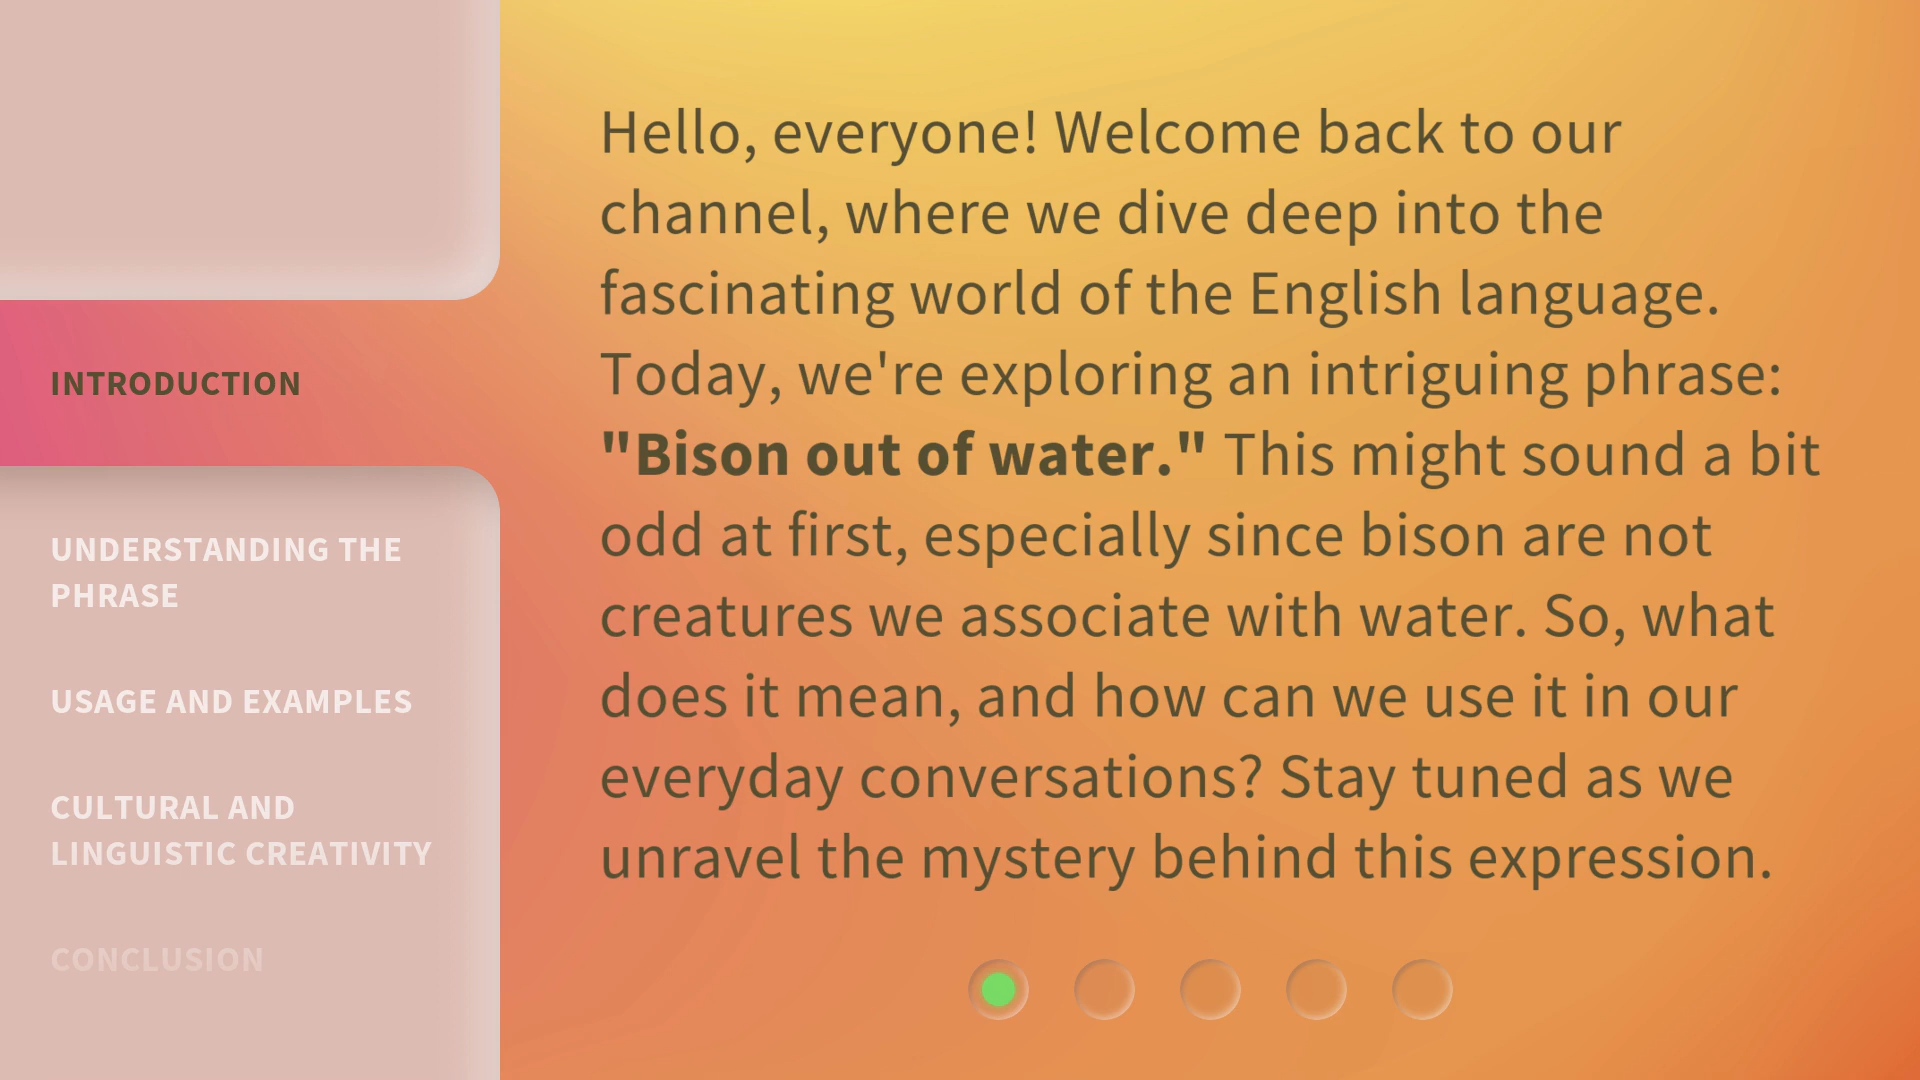 INTRODUCTION
UNDERSTANDING THE
PHRASE
USAGE AND EXAMPLES
CULTURAL AND
LINGUISTIC CREATIVITY
CONCLUSION
Hello, everyone! Welcome back to our
channel, where we dive deep into the
fascinating world of the English language.
Today, we're exploring an intriguing phrase:
"Bison out of water." This might sound a bit
odd at first, especially since bison are not
creatures we associate with water. So, what
does it mean, and how can we use it in our
everyday conversations? Stay tuned as we
unravel the mystery behind this expression.